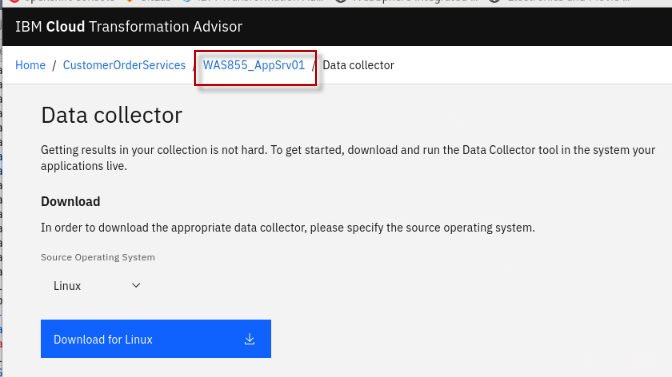 IBM Cloud Transformation Advisor
Home / CustomerOrderServices / WAS855_AppSrv01 / Data collector
Data collector
Getting results in your collection is not hard. To get started, download and run the Data Collector tool in the system your
applications live.
Download
In order to download the appropriate data collector, please specify the source operating system.
Source Operating System
Linux
Download for Linux